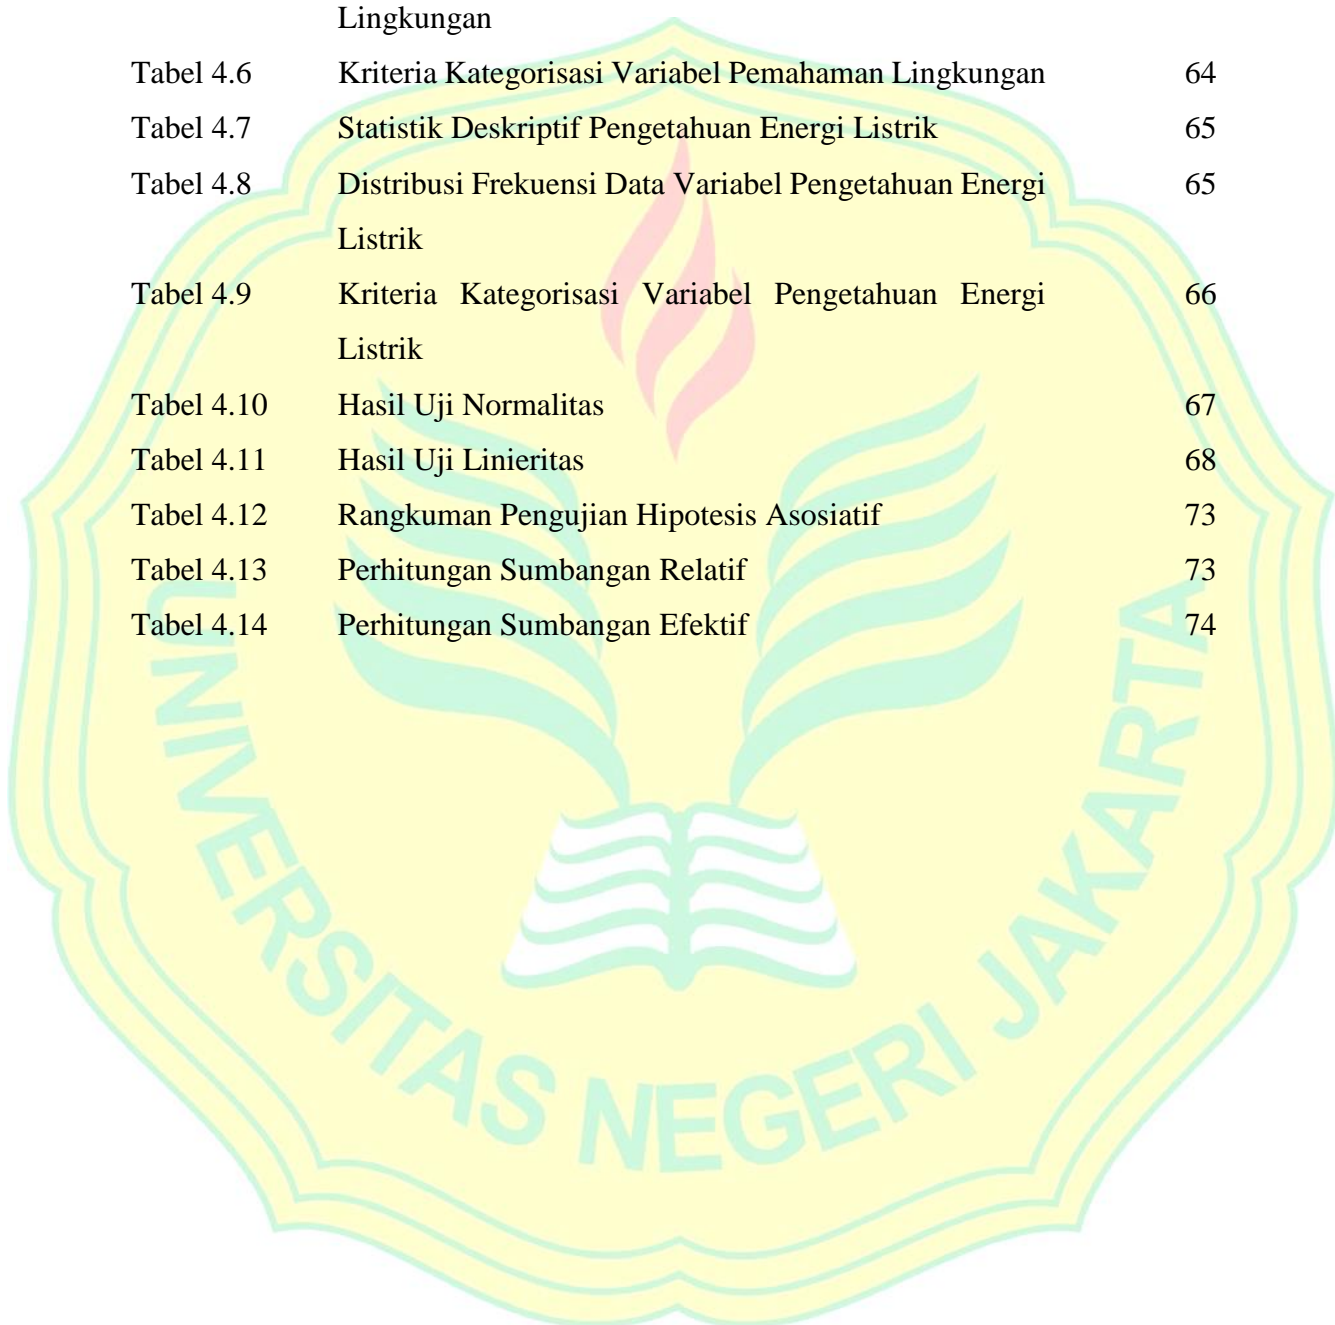 Lingkungan
Tabel 4.6 Kriteria Kategorisasi Variabel Pemahaman Lingkungan 64
Tabel 4.7 Statistik Deskriptif Pengetahuan Energi Listrik 65
Tabel 4.8 Distribusi Frekuensi Data Variabel Pengetahuan Energi 65
Listrik
Tabel 4.9 Kriteria Kategorisasi Variabel Pengetahuan Energi 66
Listrik
Tabel 4.10 Hasil Uji Normalitas 67
Tabel 4.11 Hasil Uji Linieritas 68
Tabel 4.12 Rangkuman Pengujian Hipotesis Asosiatif 73
Tabel 4.13 Perhitungan Sumbangan Relatif 73
Tabel 4.14 Perhitungan Sumbangan Efektif 74
UNIVERSITAS NEGERI JAKARTA